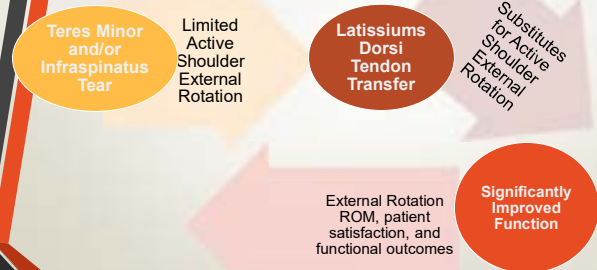 Teres Minor
and/or
Infraspinatus
Tear
Limited
Active
Shoulder
External
Rotation
Latissiums
Dorsi
Tendon
Transfer
Substitutes
for Active
Shoulder
External
Rotation
External Rotation
ROM, patient
satisfaction, and
functional outcomes
Significantly
Improved
Function